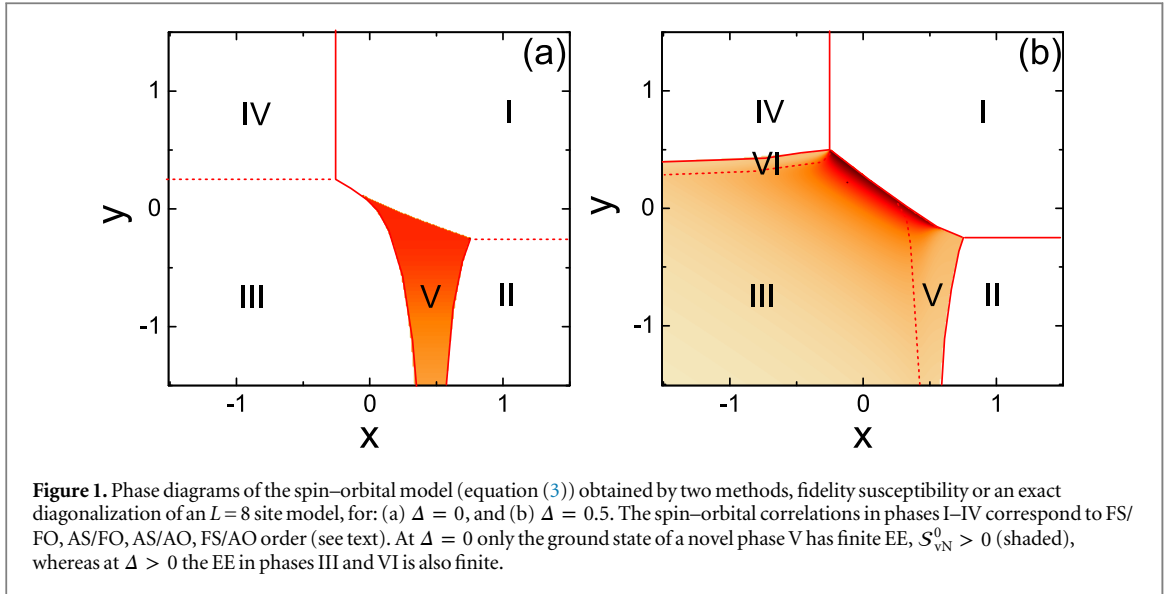 (a)
IV
I
1
y
0
III
V
II
-1
-1
0
1
x
(b)
IV
I
1
VI
y
0
III
V
II
-1
-1
0
1
x
Figure 1. Phase diagrams of the spin–orbital model (equation (3)) obtained by two methods, fidelity susceptibility or an exact
diagonalization of an L = 8 site model, for: (a) Δ = 0, and (b) Δ = 0.5. The spin–orbital correlations in phases I–IV correspond to FS/
FO, AS/FO, AS/AO, FS/AO order (see text). At Δ = 0 only the ground state of a novel phase V has finite EE, 𝒮⁰vN > 0 (shaded),
whereas at Δ > 0 the EE in phases III and VI is also finite.